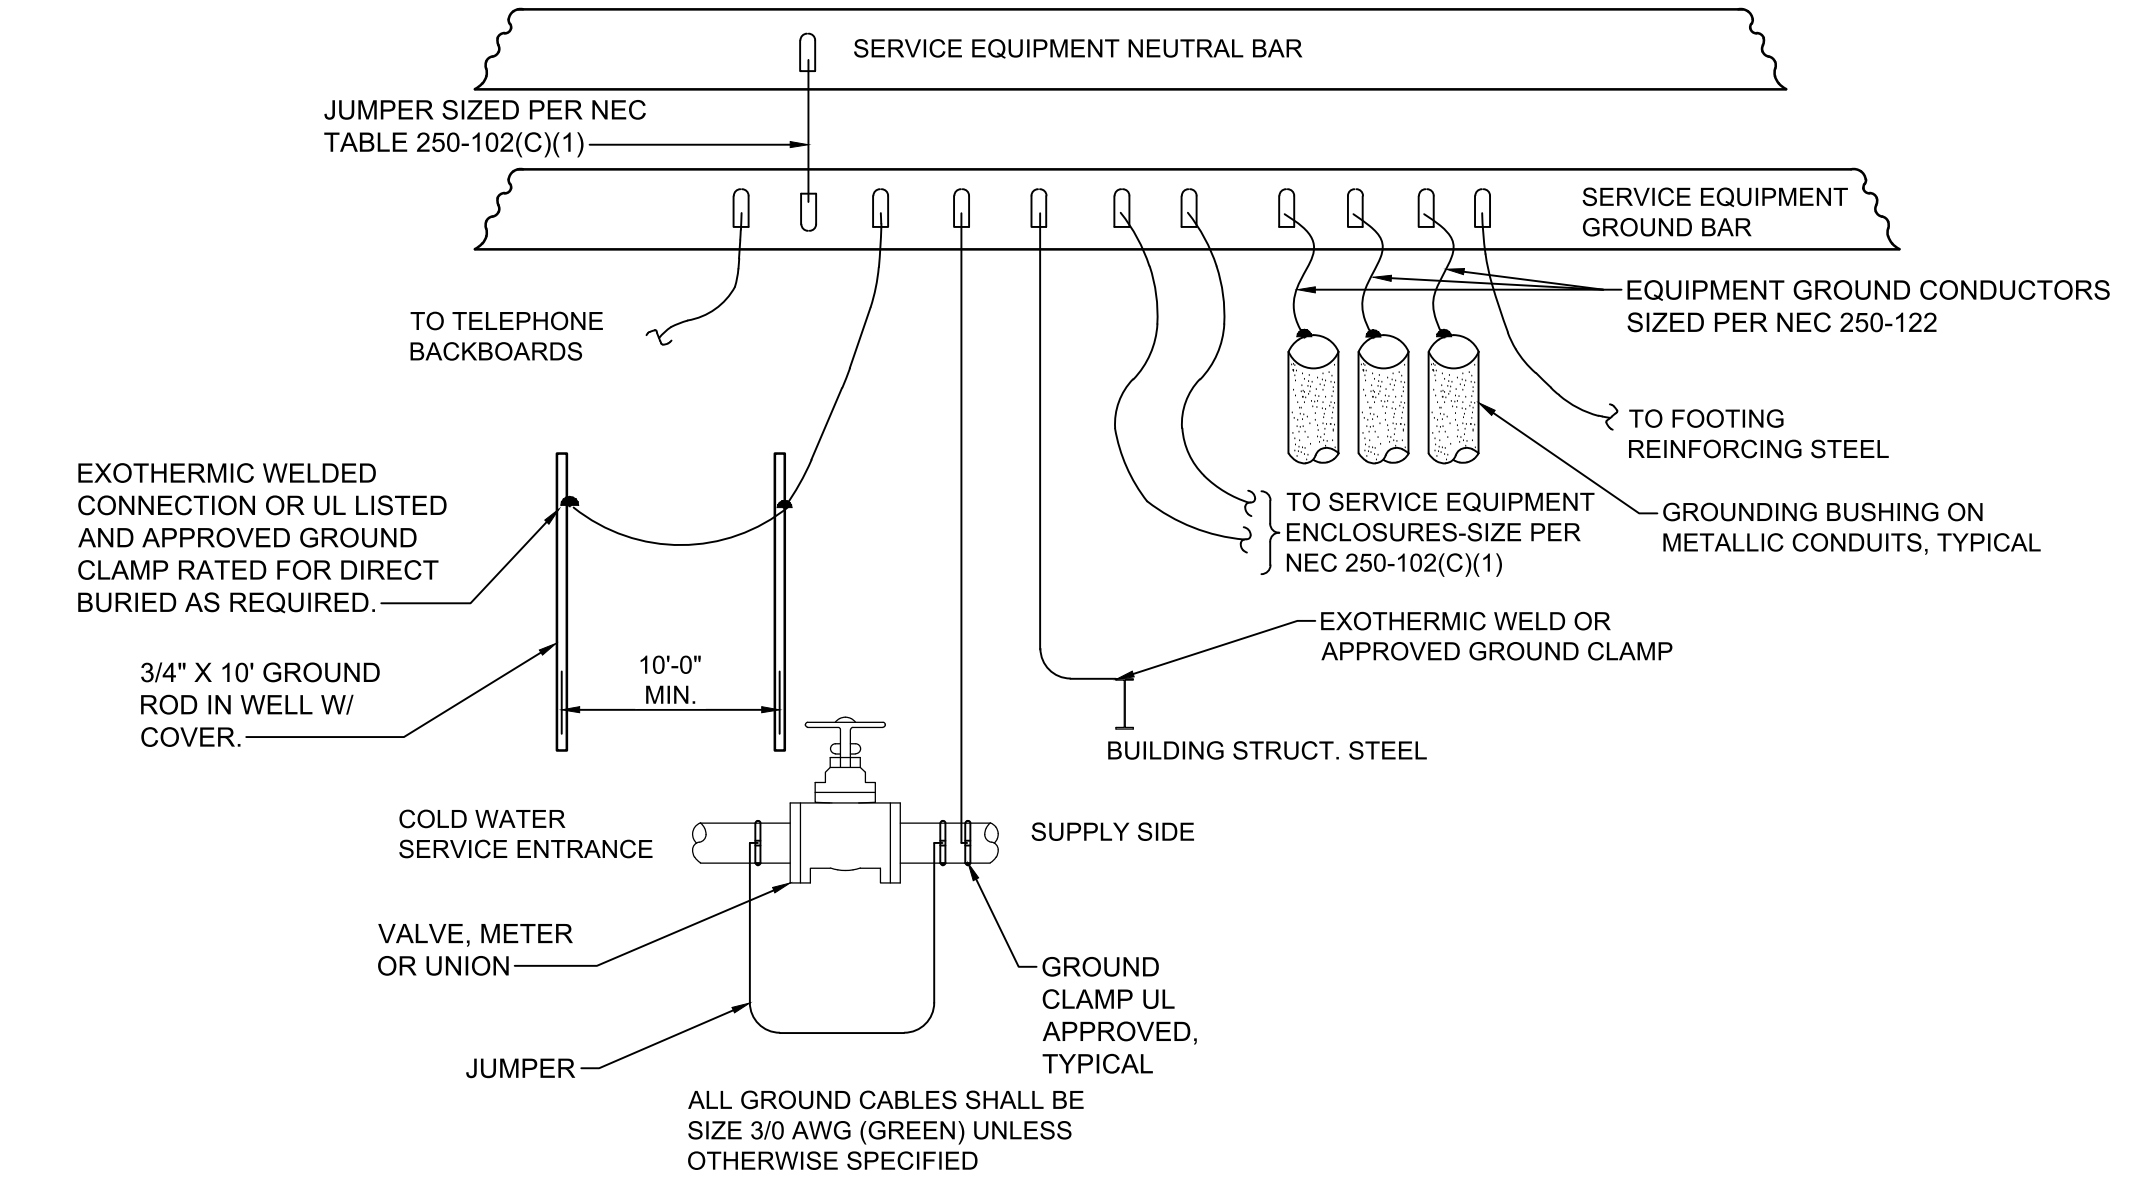 SERVICE EQUIPMENT NEUTRAL BAR
JUMPER SIZED PER NEC
TABLE 250-102(C)(1)
SERVICE EQUIPMENT
GROUND BAR
EQUIPMENT GROUND CONDUCTORS
SIZED PER NEC 250-122
TO TELEPHONE
BACKBOARDS
TO FOOTING
REINFORCING STEEL
EXOTHERMIC WELDED
CONNECTION OR UL LISTED
AND APPROVED GROUND
CLAMP RATED FOR DIRECT
BURIED AS REQUIRED.
TO SERVICE EQUIPMENT
ENCLOSURES-SIZE PER
NEC 250-102(C)(1)
GROUNDING BUSHING ON
METALLIC CONDUITS, TYPICAL
EXOTHERMIC WELD OR
APPROVED GROUND CLAMP
3/4" X 10' GROUND
ROD IN WELL W/
COVER.
10'-0"
MIN.
BUILDING STRUCT. STEEL
COLD WATER
SERVICE ENTRANCE
SUPPLY SIDE
VALVE, METER
OR UNION
GROUND
CLAMP UL
APPROVED,
TYPICAL
JUMPER
ALL GROUND CABLES SHALL BE
SIZE 3/0 AWG (GREEN) UNLESS
OTHERWISE SPECIFIED